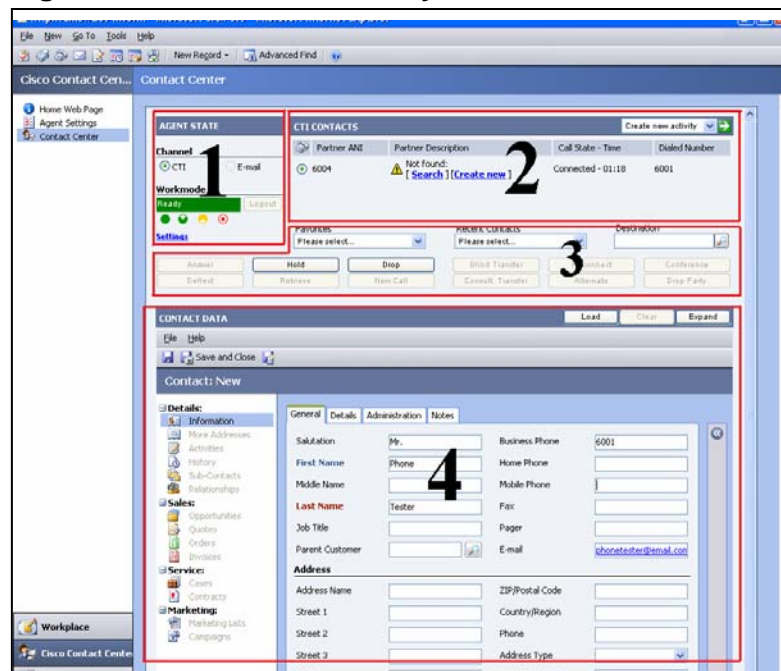 File New Go To Tools Help
New Record Advanced Find
Cisco Contact Cen... Contact Center
Home Web Page
Agent Settings
Contact Center
AGENT STATE
Channel
CTI E-mail
Workmode
Ready Logout
Settings
1
CTI CONTACTS Create new activity
Partner ANI Partner Description Call State - Time Dialed Number
6004 Not found: Connected - 01:18 6001
[ Search ][Create new ]
2
Favorites Recent Contacts Destination
Please select... Please select...
3
Answer Hold Drop Blind Transfer Conference
Deflect Retrieve New Call Consult. Transfer Alternate Drop Party
CONTACT DATA Load Clear Expand
File Help
Save and Close
Contact: New
Details:
Information
More Addresses
Activities
History
Sub-Contacts
Relationships
Sales:
Opportunities
Quotes
Orders
Invoices
Service:
Cases
Contracts
Marketing:
Marketing Lists
Campaigns
General Details Administration Notes
Salutation Mr. Business Phone 6001
First Name Phone Home Phone
4
Middle Name Mobile Phone
Last Name Tester Fax
Job Title Pager
Parent Customer E-mail phonetester@email.com
Address
Address Name ZIP/Postal Code
Street 1 Country/Region
Street 2 Phone
Street 3 Address Type
Workplace
Cisco Contact Cente